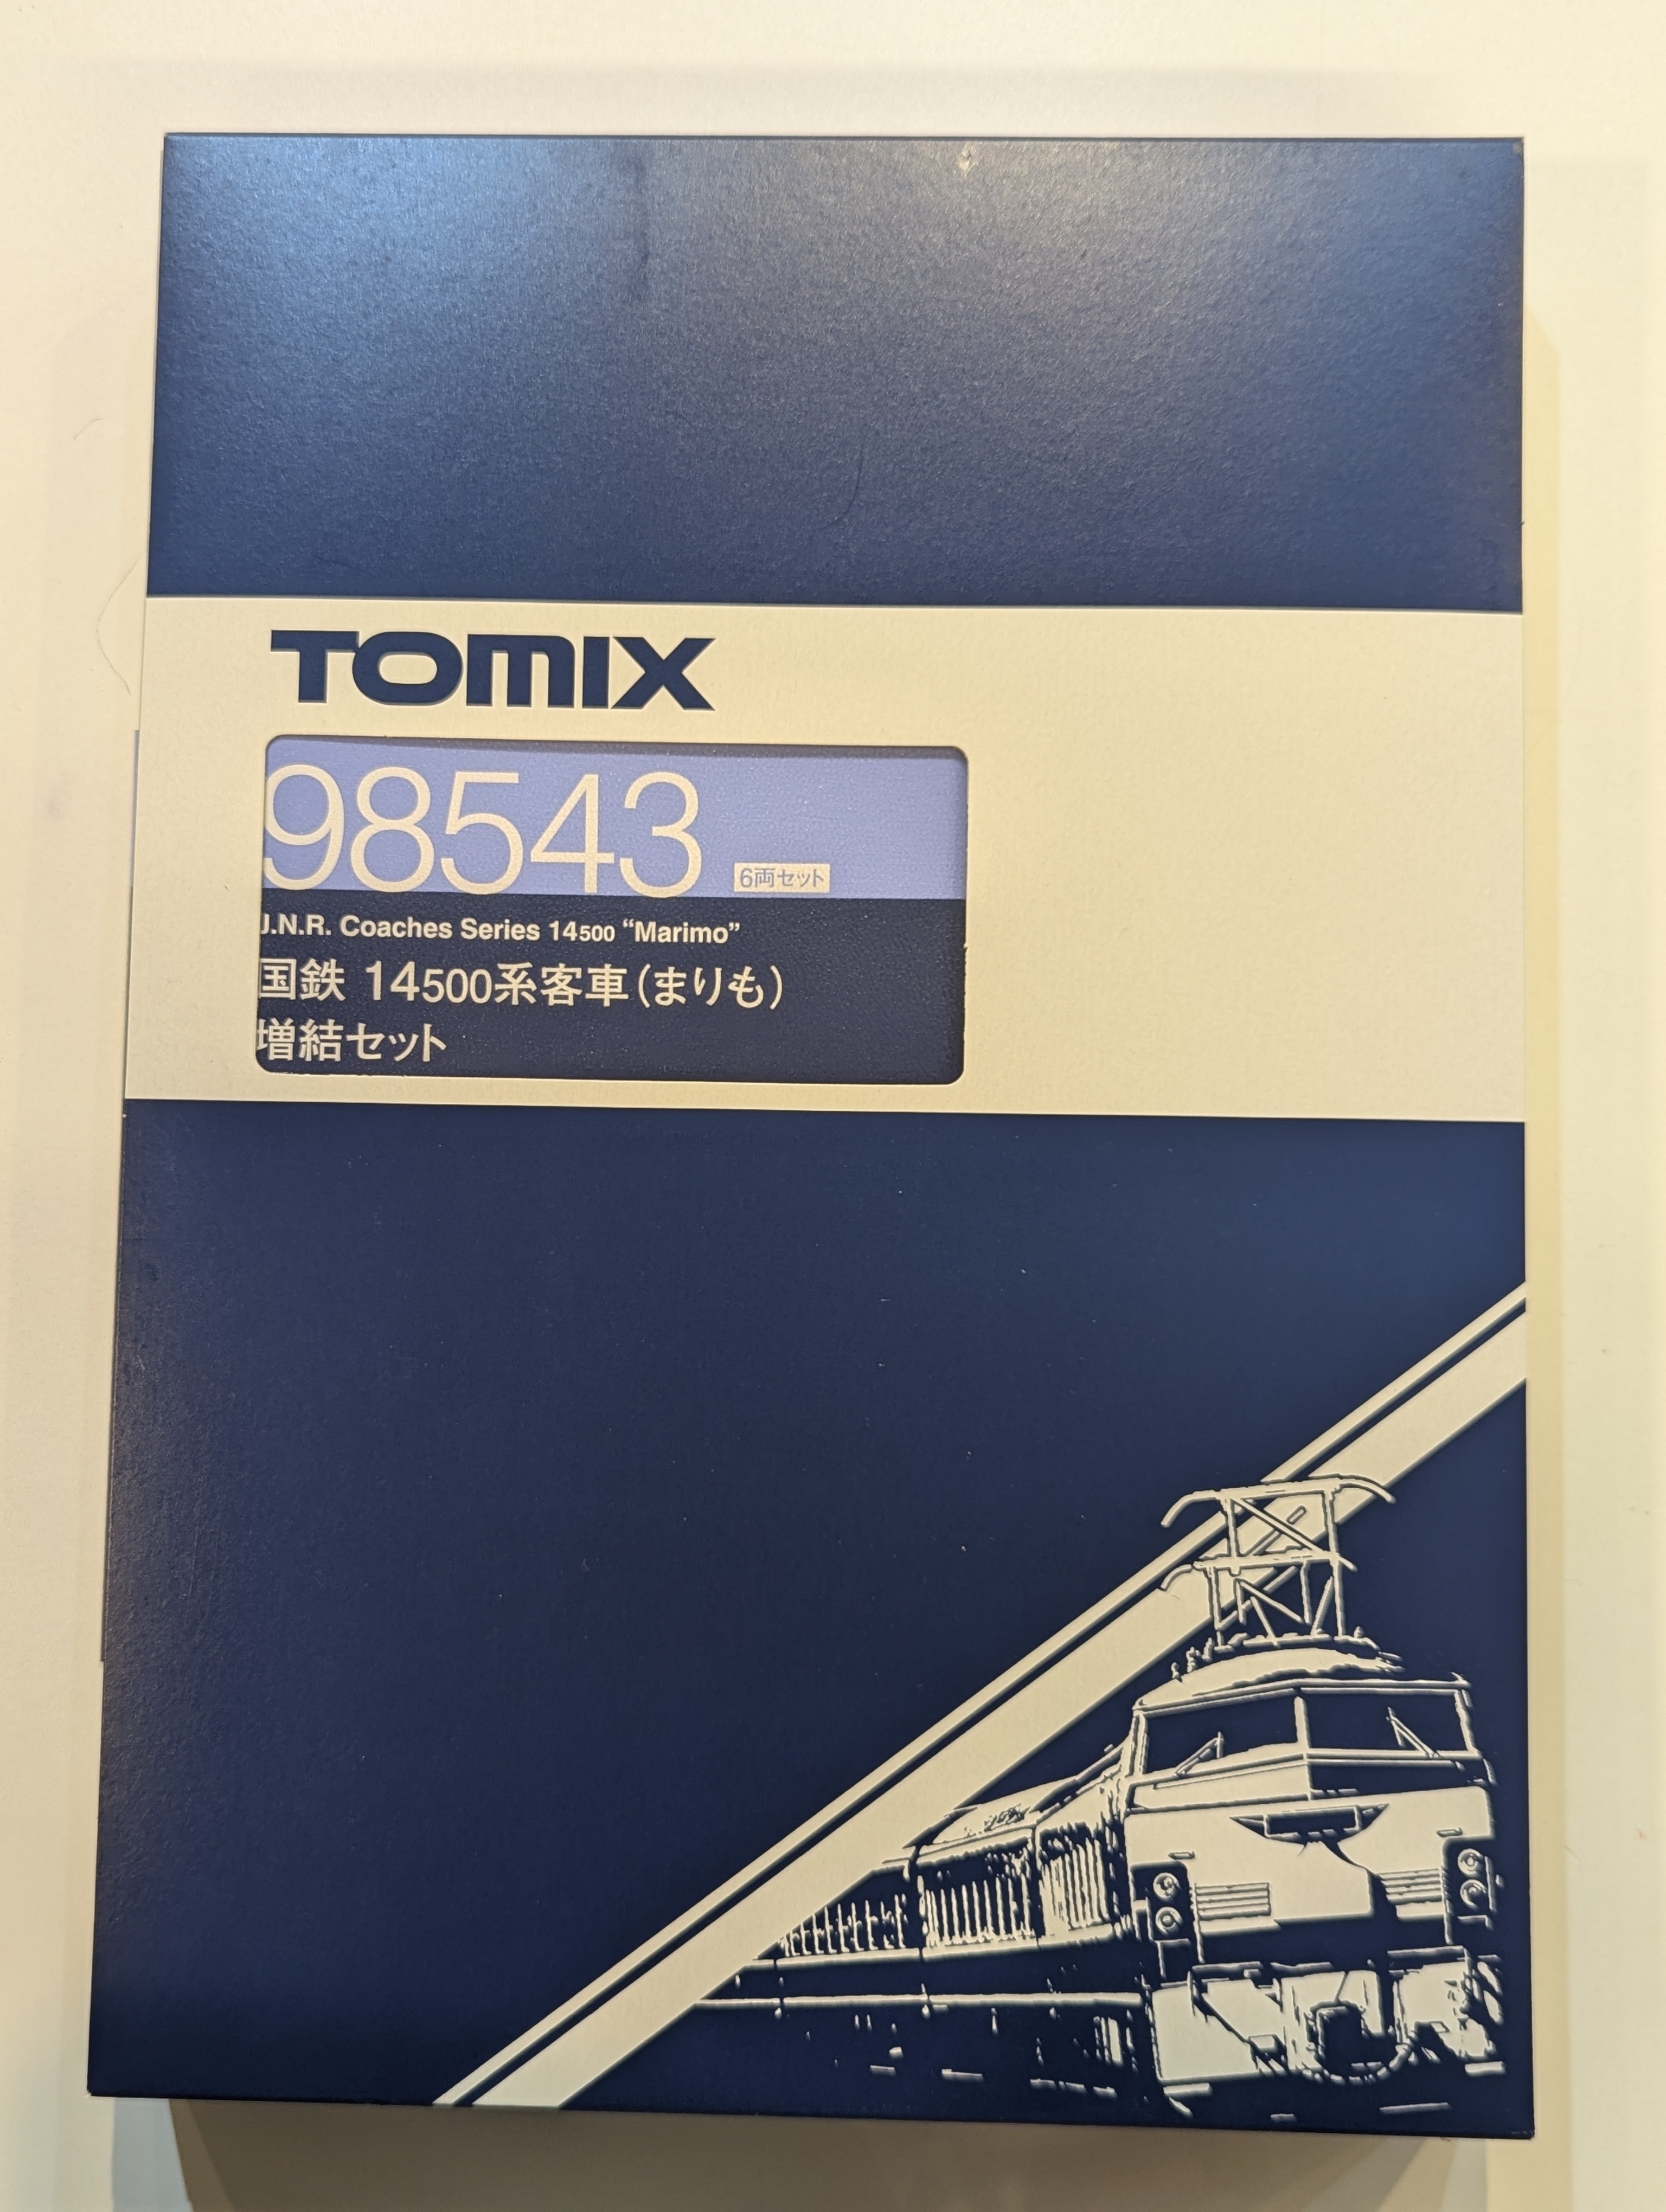 TOMIX
98543 6両セット
J.N.R. Coaches Series 14500 “Marimo”
国鉄 14500系客車(まりも)
増結セット